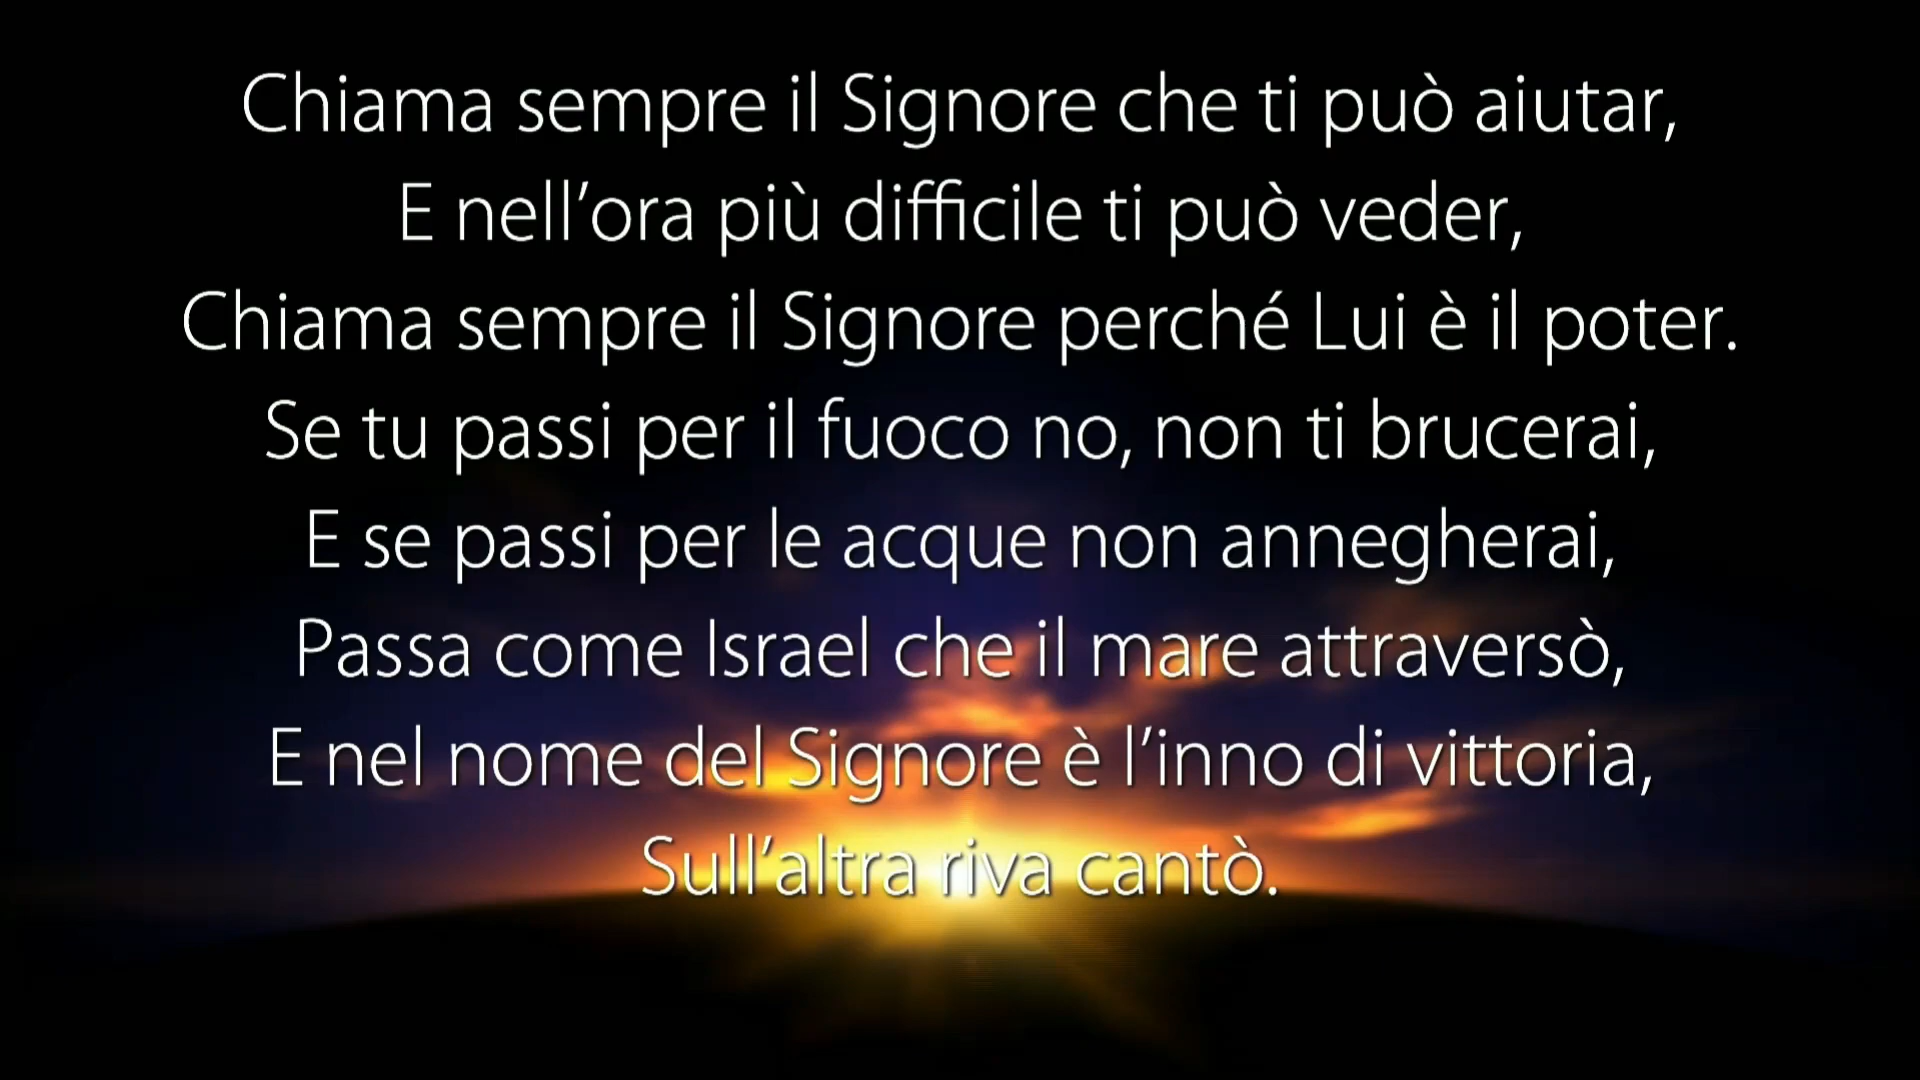 Chiama sempre il Signore che ti può aiutar,
E nell’ora più difficile ti può veder,
Chiama sempre il Signore perché Lui è il poter.
Se tu passi per il fuoco no, non ti brucerai,
E se passi per le acque non annegherai,
Passa come Israel che il mare attraversò,
E nel nome del Signore è l’inno di vittoria,
Sull’altra riva cantò.